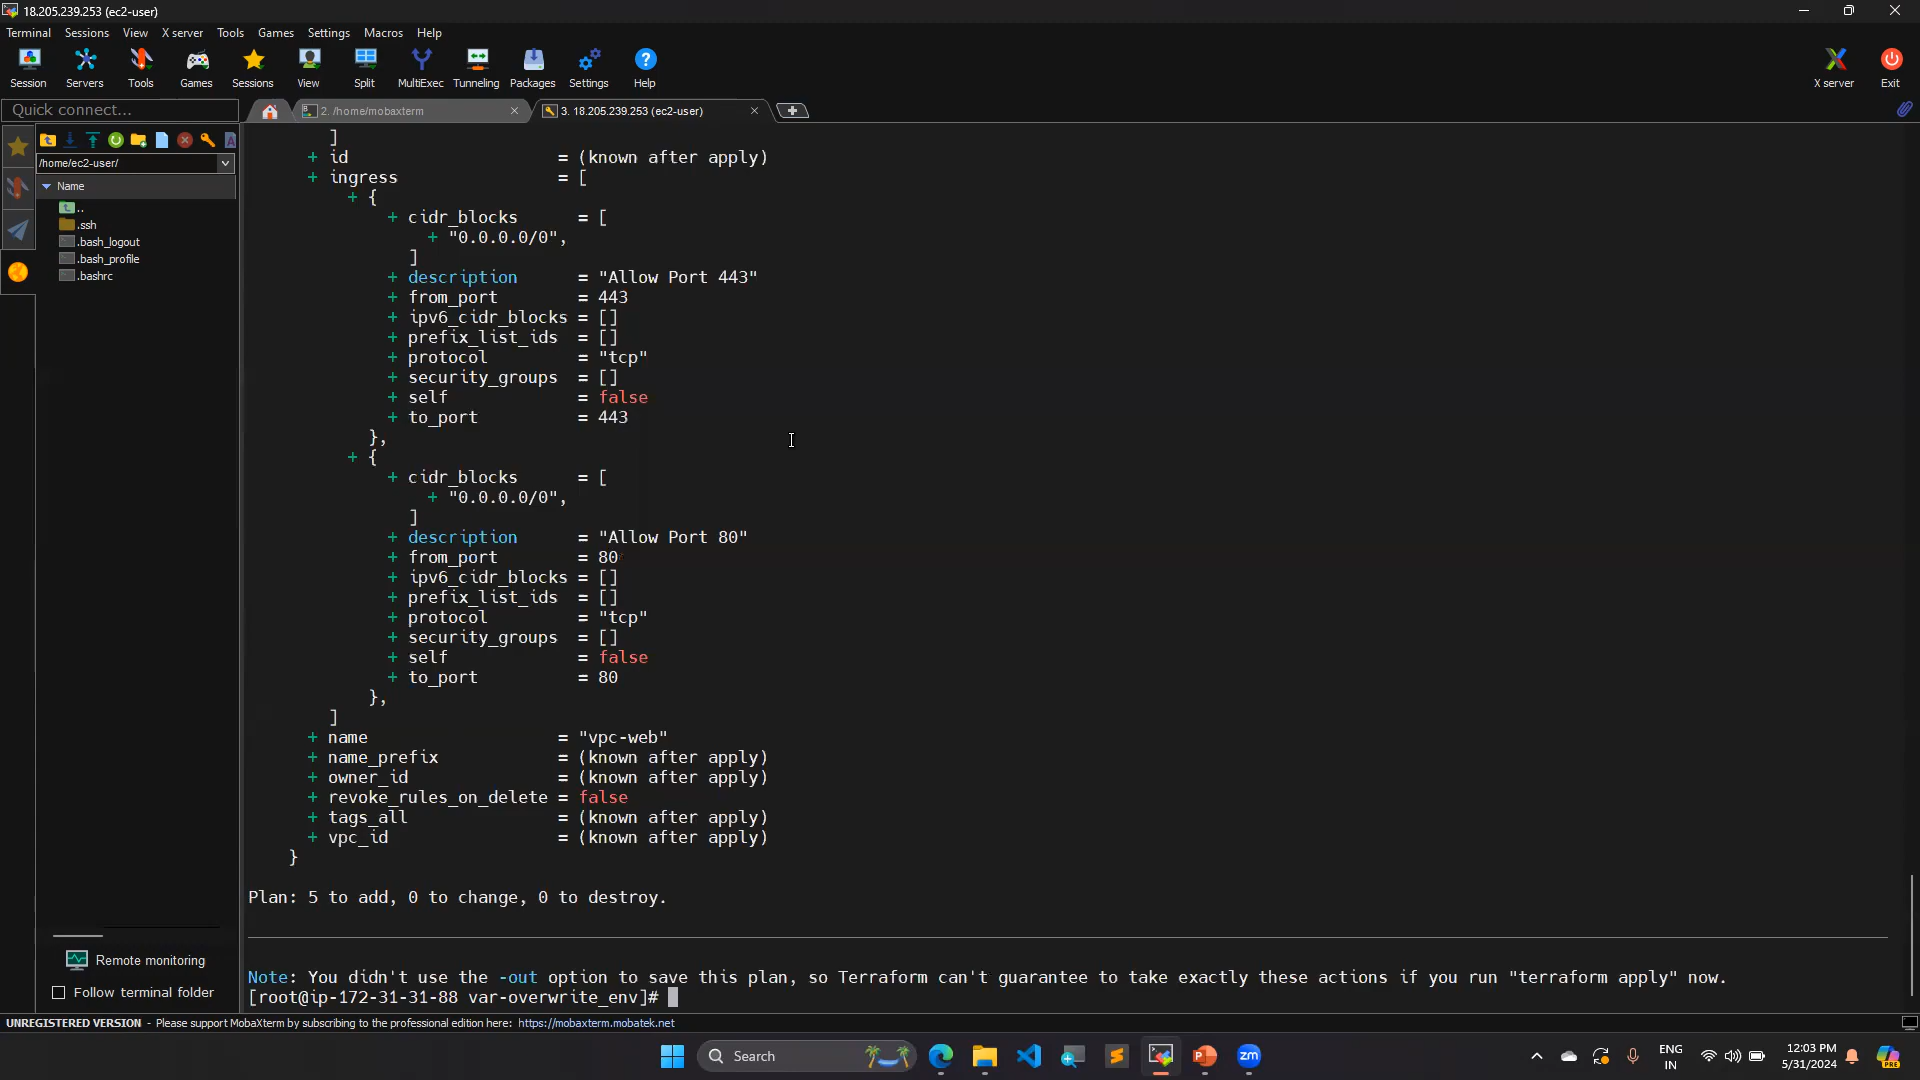 18.205.239.253 (ec2-user)
Terminal Sessions View X server Tools Games Settings Macros Help
Session Servers Tools Games Sessions View Split MultiExec Tunneling Packages Settings Help X server Exit
Quick connect...
2. /home/mobaxterm
3. 18.205.239.253 (ec2-user)
/home/ec2-user/
Name
..
.ssh
.bash_logout
.bash_profile
.bashrc
]
+ id = (known after apply)
+ ingress = [
+ {
+ cidr_blocks = [
+ "0.0.0.0/0",
]
+ description = "Allow Port 443"
+ from_port = 443
+ ipv6_cidr_blocks = []
+ prefix_list_ids = []
+ protocol = "tcp"
+ security_groups = []
+ self = false
+ to_port = 443
},
+ {
+ cidr_blocks = [
+ "0.0.0.0/0",
]
+ description = "Allow Port 80"
+ from_port = 80
+ ipv6_cidr_blocks = []
+ prefix_list_ids = []
+ protocol = "tcp"
+ security_groups = []
+ self = false
+ to_port = 80
},
]
+ name = "vpc-web"
+ name_prefix = (known after apply)
+ owner_id = (known after apply)
+ revoke_rules_on_delete = false
+ tags_all = (known after apply)
+ vpc_id = (known after apply)
}
Plan: 5 to add, 0 to change, 0 to destroy.
Note: You didn't use the -out option to save this plan, so Terraform can't guarantee to take exactly these actions if you run "terraform apply" now.
[root@ip-172-31-31-88 var-overwrite_env]#
Remote monitoring
Follow terminal folder
UNREGISTERED VERSION - Please support MobaXterm by subscribing to the professional edition here: https://mobaxterm.mobatek.net
Search
zm
ENG
IN
12:03 PM
5/31/2024
PRE